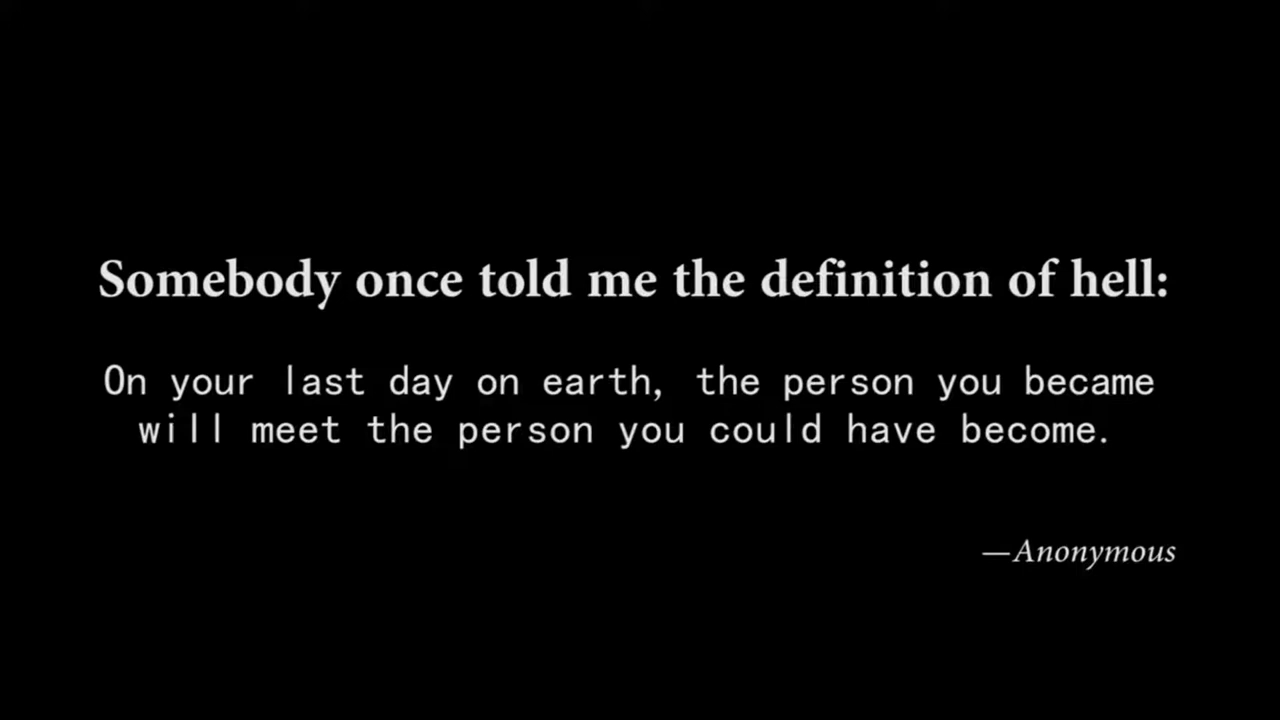 Somebody once told me the definition of hell:
On your last day on earth, the person you became
will meet the person you could have become.
—Anonymous